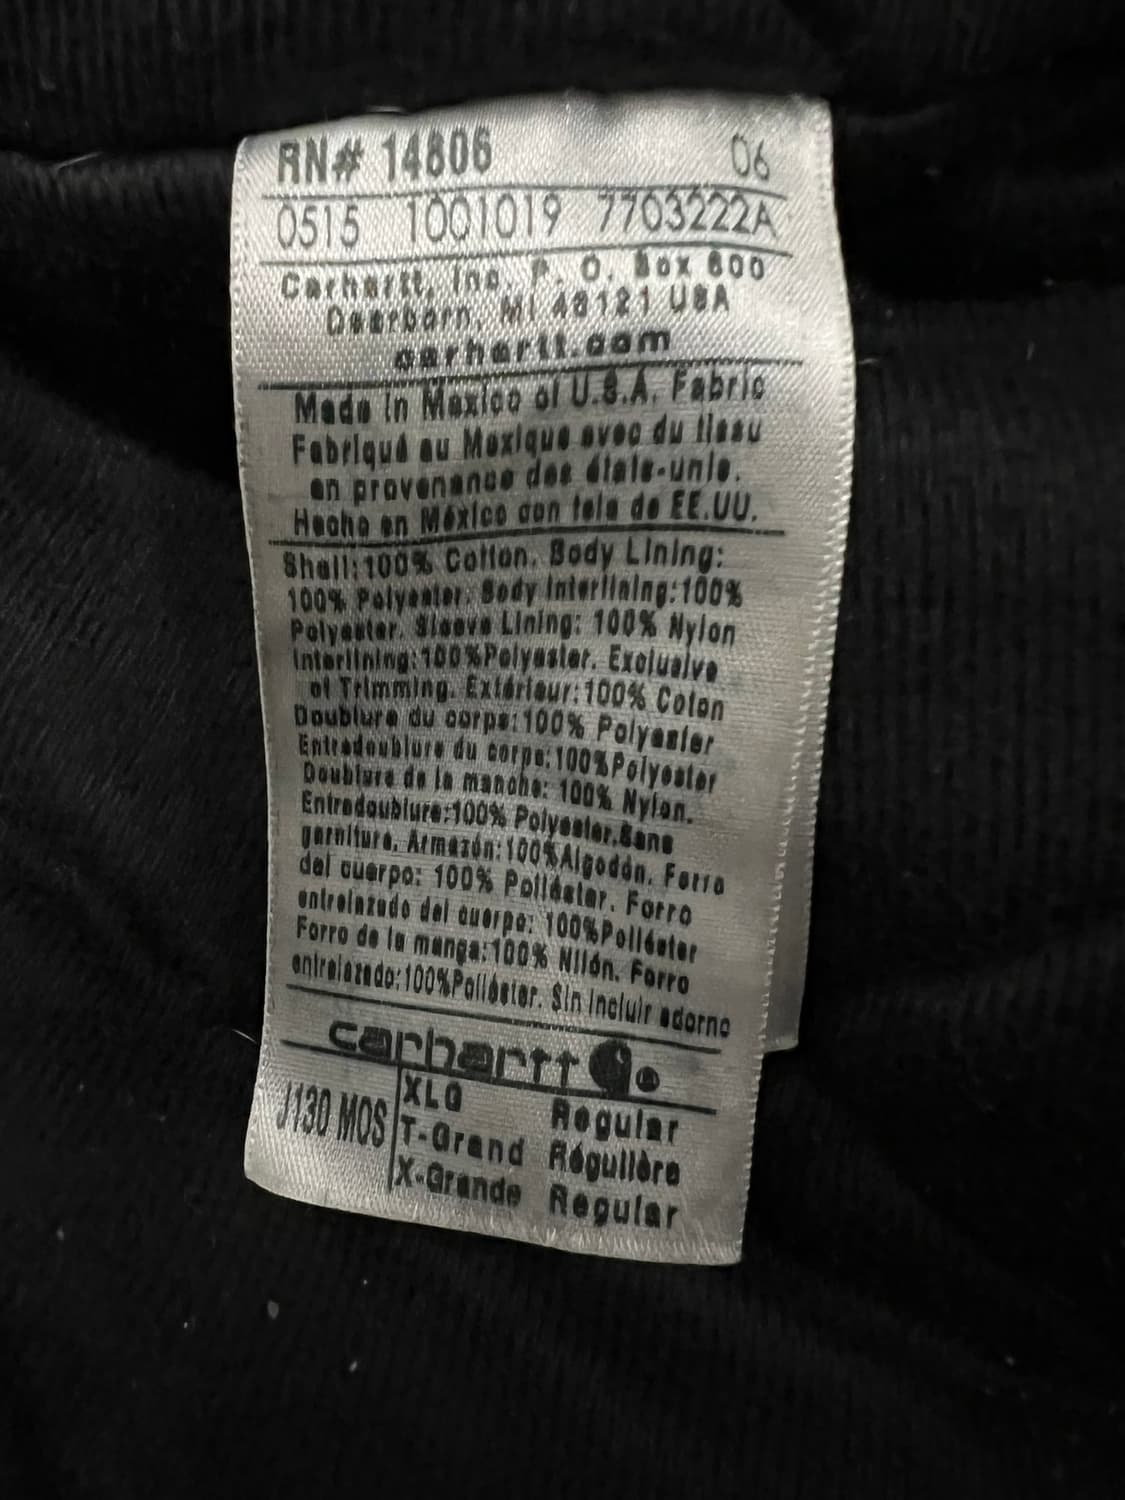 RN# 14806 06
0515 1001019 7703222A
Carhartt, Inc. P. O. Box 600
Dearborn, MI 48121 USA
carhartt.com
Made in Mexico of U.S.A. Fabric
Fabriqué au Mexique avec du tissu
en provenance des états-unis.
Hecho en México con tela de EE.UU.
Shell:100% Cotton. Body Lining:
100% Polyester. Body Interlining:100%
Polyester. Sleeve Lining: 100% Nylon
Interlining:100%Polyester. Exclusive
of Trimming. Extérieur:100% Coton
Doublure du corps:100% Polyester
Entredoublure du corps:100%Polyester
Doublure de la manche: 100% Nylon.
Entredoublure:100% Polyester.Sans
garniture. Armazón:100%Algodón. Forro
del cuerpo: 100% Poliéster. Forro
entrelazado del cuerpo: 100%Poliéster
Forro de la manga:100% Nilón. Forro
entrelazado:100%Poliéster. Sin incluir adorno
carhartt ®
J130 MOS XLG Regular
T-Grand Régulière
X-Grande Regular